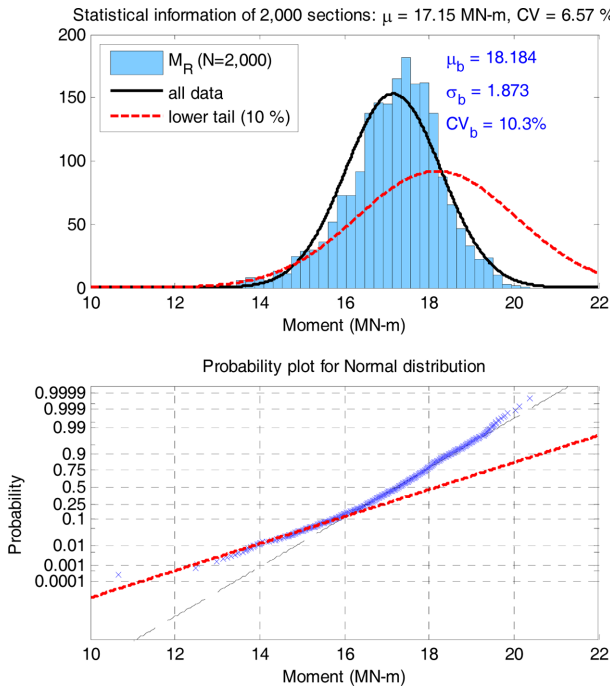 Statistical information of 2,000 sections: μ = 17.15 MN-m, CV = 6.57 %
200
150
100
50
0
M_R (N=2,000)
all data
lower tail (10 %)
μ_b = 18.184
σ_b = 1.873
CV_b = 10.3%
10 12 14 16 18 20 22
Moment (MN-m)
Probability plot for Normal distribution
Probability
0.9999
0.999
0.99
0.9
0.75
0.5
0.25
0.1
0.01
0.001
0.0001
10 12 14 16 18 20 22
Moment (MN-m)